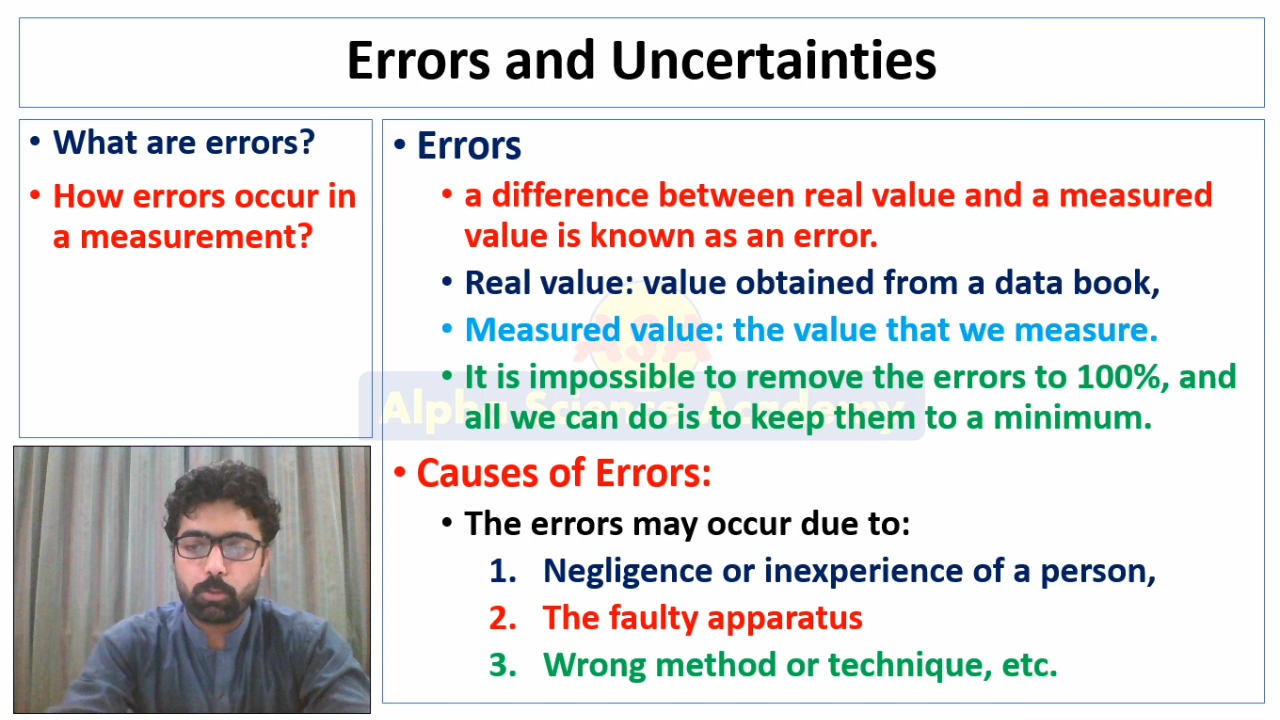 Errors and Uncertainties
• What are errors?
• How errors occur in
a measurement?
• Errors
• a difference between real value and a measured
value is known as an error.
• Real value: value obtained from a data book,
• Measured value: the value that we measure.
• It is impossible to remove the errors to 100%, and
all we can do is to keep them to a minimum.
ASA
Alpha Science Academy
• Causes of Errors:
• The errors may occur due to:
1. Negligence or inexperience of a person,
2. The faulty apparatus
3. Wrong method or technique, etc.